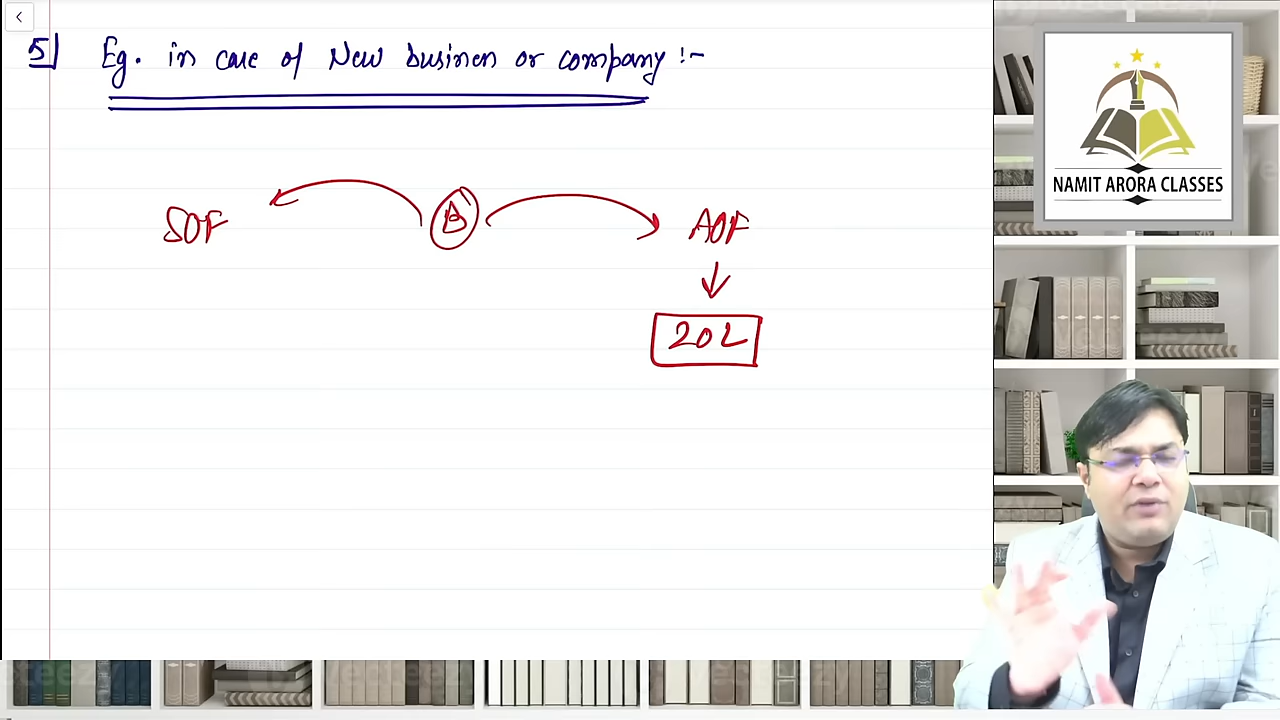 5] Eg. in case of New business or company :-
SOF B AOF
20L
NAMIT ARORA CLASSES